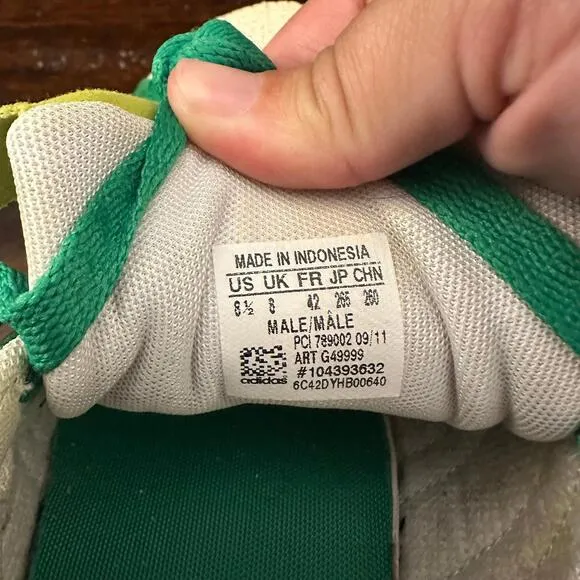 MADE IN INDONESIA
US UK FR JP CHN
8½ 8 42 265 260
MALE/MÂLE
PCI 789002 09/11
ART G49999
#104393632
adidas 6C42DYHB00640